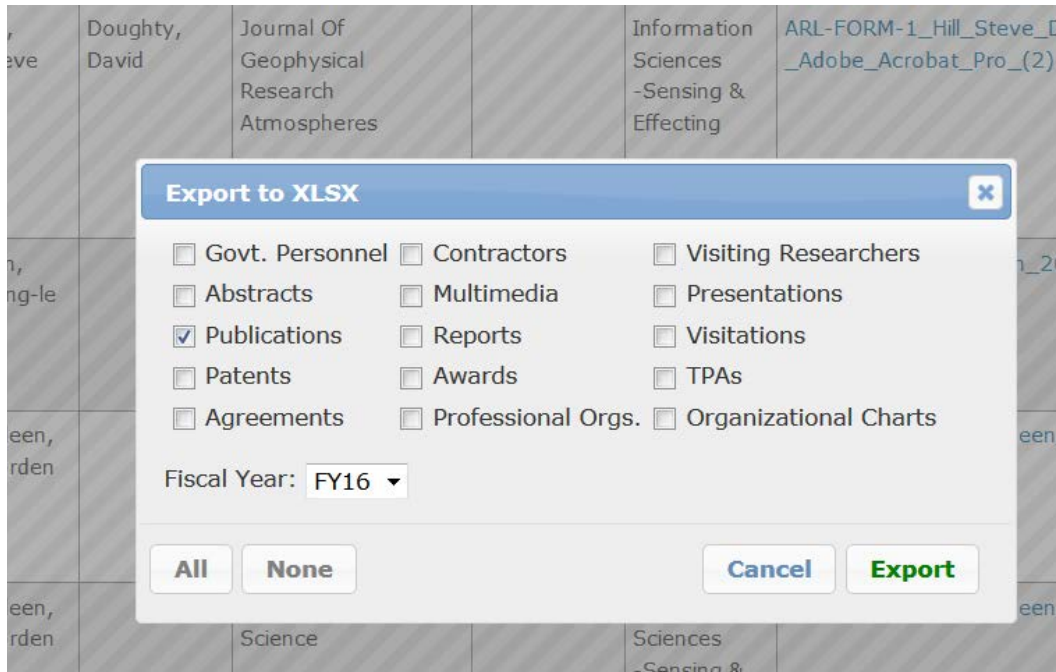 Doughty,
David
Journal Of
Geophysical
Research
Atmospheres
Information
Sciences
-Sensing &
Effecting
ARL-FORM-1_Hill_Steve_
_Adobe_Acrobat_Pro_(2)
Export to XLSX
Govt. Personnel Contractors Visiting Researchers
Abstracts Multimedia Presentations
Publications Reports Visitations
Patents Awards TPAs
Agreements Professional Orgs. Organizational Charts
Fiscal Year: FY16
All None Cancel Export
Science
Sciences
-Sensing &